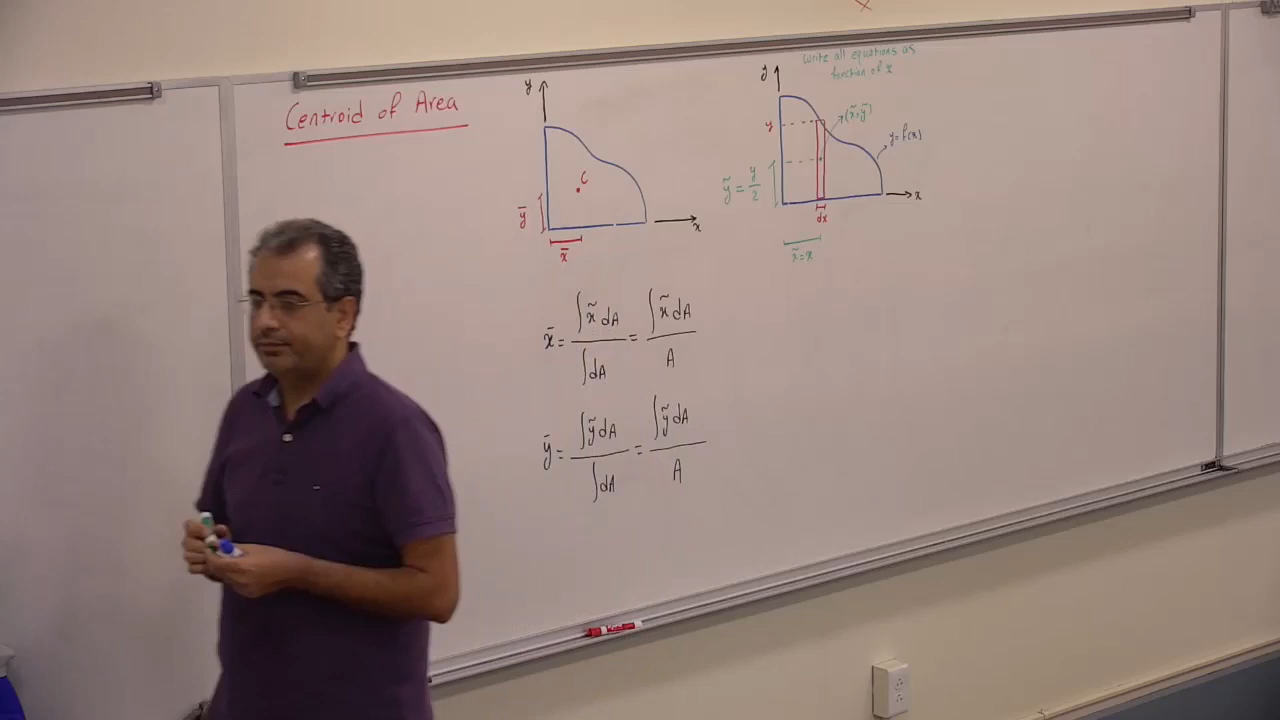 Centroid of Area
y
C
ȳ
x̄
x
write all equations as
function of x
y
y
(x̃,ỹ)
y=f(x)
ỹ = y/2
x
dx
x̃=x
x̄ = ∫x̃ dA / ∫dA = ∫x̃ dA / A
ȳ = ∫ỹ dA / ∫dA = ∫ỹ dA / A